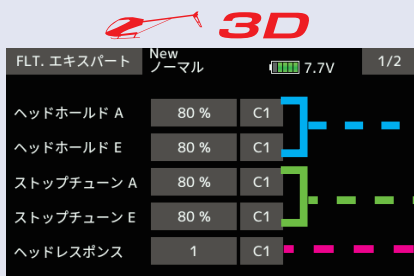 3D
FLT. エキスパート
New
ノーマル
7.7V
1/2
ヘッドホールド A 80 % C1
ヘッドホールド E 80 % C1
ストップチューン A 80 % C1
ストップチューン E 80 % C1
ヘッドレスポンス 1 C1